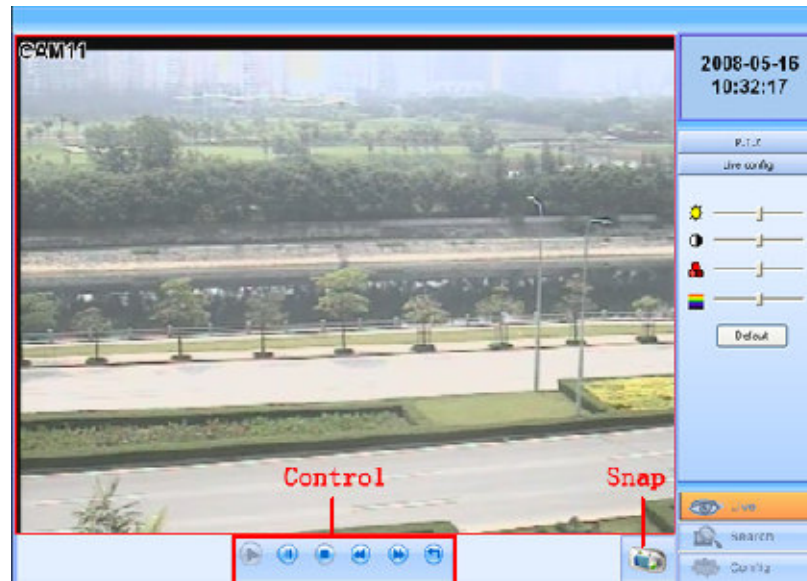 CAM11
2008-05-16
10:32:17
P.T.Z
Live config
Default
Control
Snap
Live
Search
Config